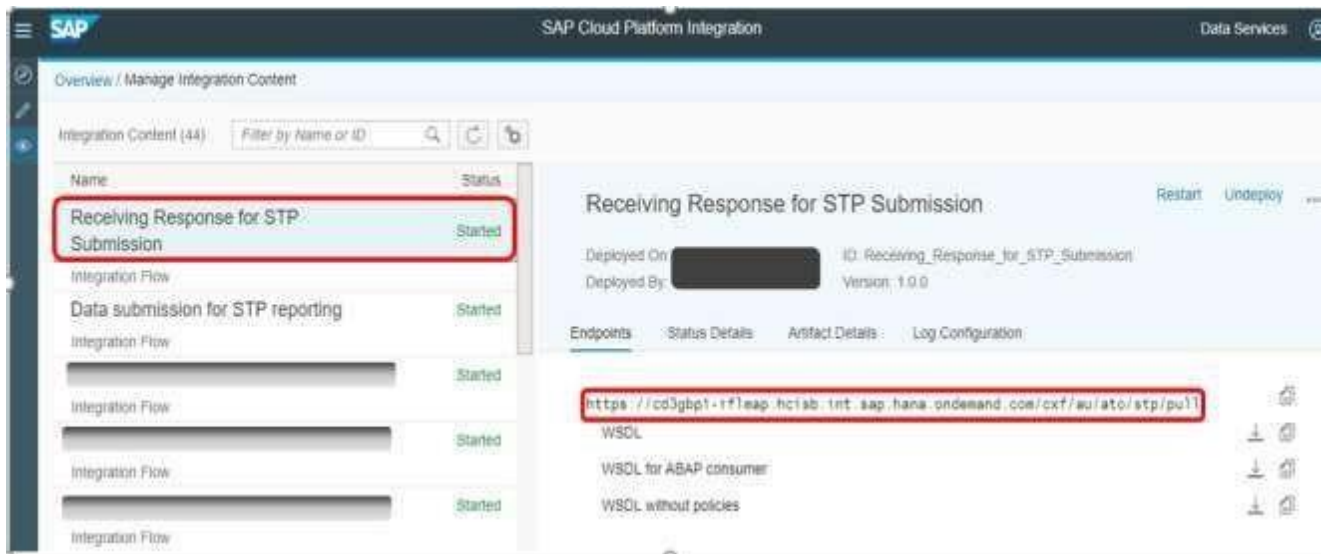 SAP
SAP Cloud Platform Integration
Data Services
Overview / Manage Integration Content
Integration Content (44)
Filter by Name or ID
Name
Status
Receiving Response for STP
Submission
Started
Integration Flow
Data submission for STP reporting
Started
Integration Flow
Started
Integration Flow
Started
Integration Flow
Started
Integration Flow
Receiving Response for STP Submission
Restart
Undeploy
...
Deployed On:
ID: Receiving_Response_for_STP_Submission
Deployed By:
Version: 1.0.0
Endpoints
Status Details
Artifact Details
Log Configuration
https://cd3gbp1-iflmap.hcisb.int.sap.hana.ondemand.com/cxf/au/ato/stp/pull
WSDL
WSDL for ABAP consumer
WSDL without policies